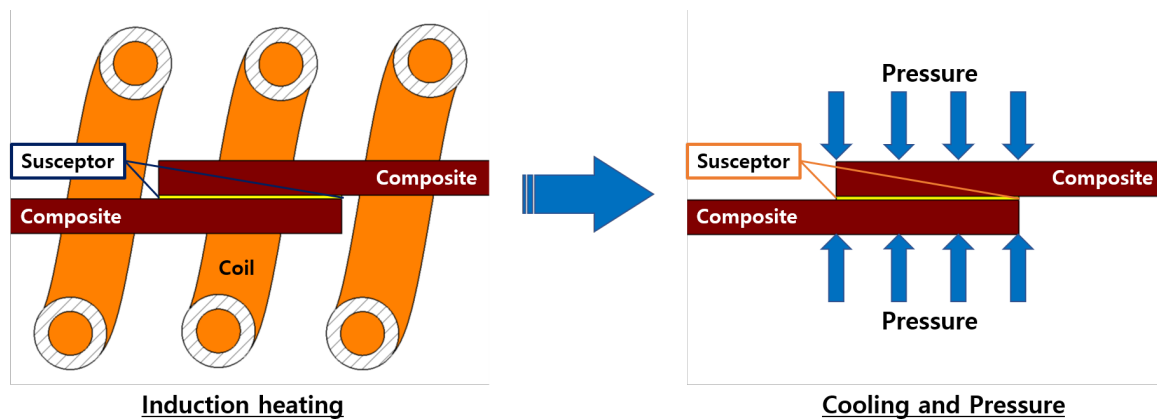 Susceptor
Composite
Composite
Coil
Induction heating
Pressure
Susceptor
Composite
Composite
Pressure
Cooling and Pressure